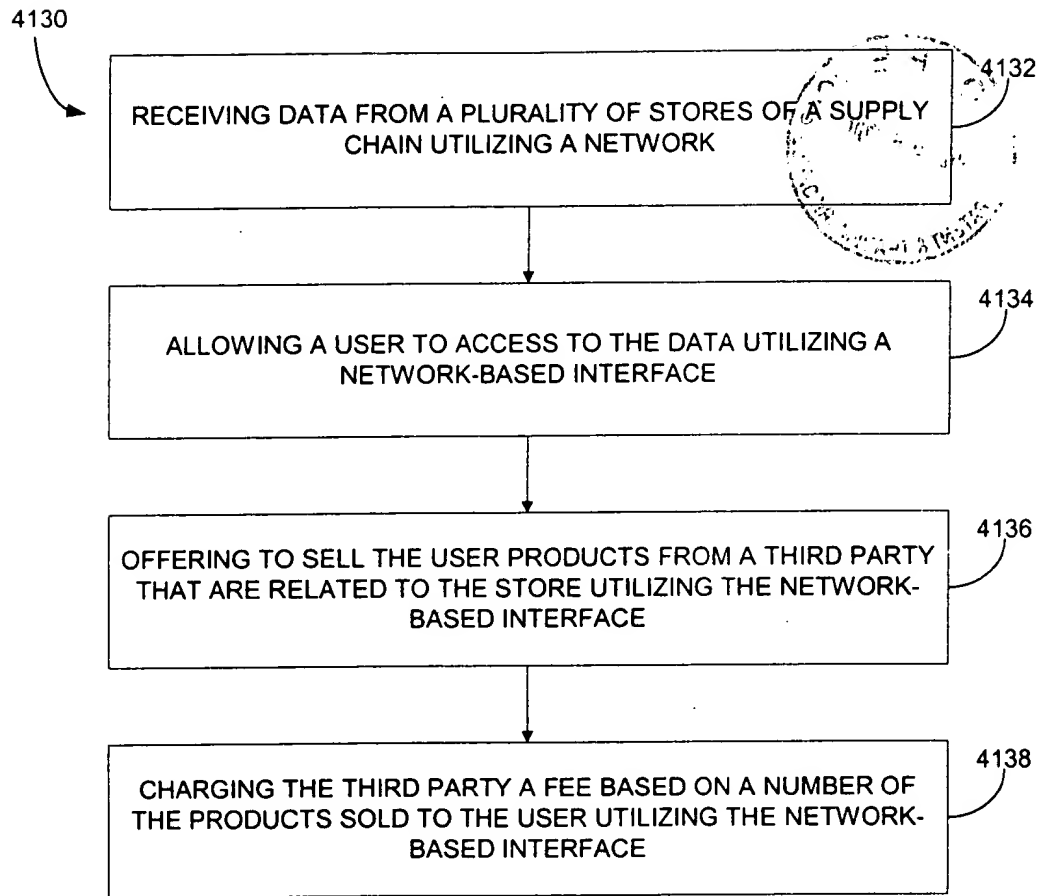 4130
4132
RECEIVING DATA FROM A PLURALITY OF STORES OF A SUPPLY
CHAIN UTILIZING A NETWORK
4134
ALLOWING A USER TO ACCESS TO THE DATA UTILIZING A
NETWORK-BASED INTERFACE
4136
OFFERING TO SELL THE USER PRODUCTS FROM A THIRD PARTY
THAT ARE RELATED TO THE STORE UTILIZING THE NETWORK-
BASED INTERFACE
4138
CHARGING THE THIRD PARTY A FEE BASED ON A NUMBER OF
THE PRODUCTS SOLD TO THE USER UTILIZING THE NETWORK-
BASED INTERFACE